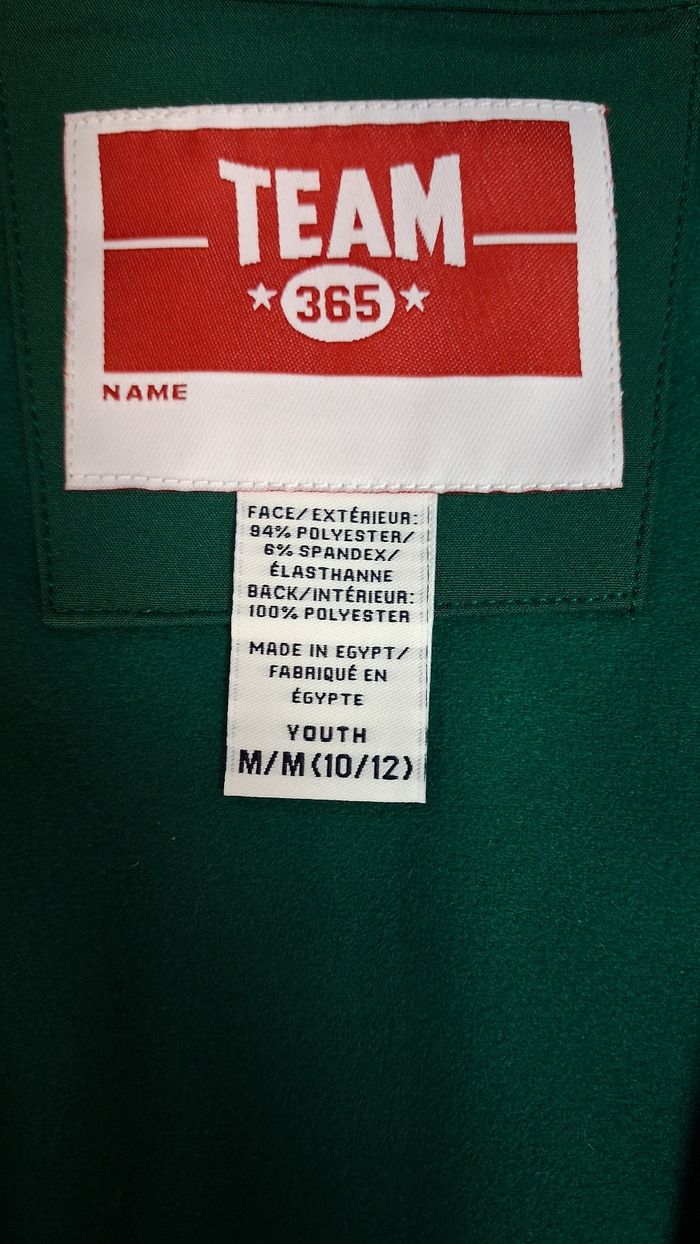 TEAM
365
NAME
FACE/EXTÉRIEUR:
94% POLYESTER/
6% SPANDEX/
ÉLASTHANNE
BACK/INTÉRIEUR:
100% POLYESTER
MADE IN EGYPT/
FABRIQUÉ EN
ÉGYPTE
YOUTH
M/M(10/12)